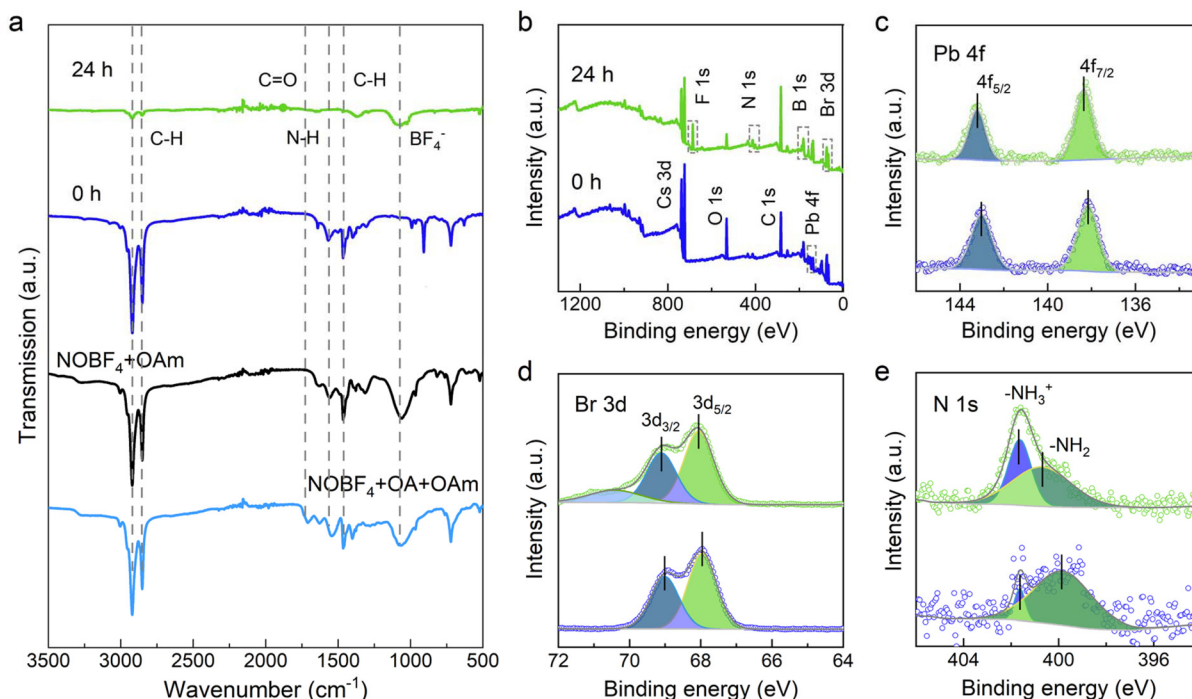 a
24 h
C=O
C-H
C-H
N-H
BF₄⁻
0 h
NOBF₄+OAm
NOBF₄+OA+OAm
Transmission (a.u.)
3500 3000 2500 2000 1500 1000 500
Wavenumber (cm⁻¹)
b
24 h
F 1s
N 1s
B 1s
Br 3d
0 h
Cs 3d
O 1s
C 1s
Pb 4f
Intensity (a.u.)
1200 800 400 0
Binding energy (eV)
c
Pb 4f
4f₅/₂
4f₇/₂
Intensity (a.u.)
144 140 136
Binding energy (eV)
d
Br 3d
3d₃/₂
3d₅/₂
Intensity (a.u.)
72 70 68 66 64
Binding energy (eV)
e
N 1s
-NH₃⁺
-NH₂
Intensity (a.u.)
404 400 396
Binding energy (eV)